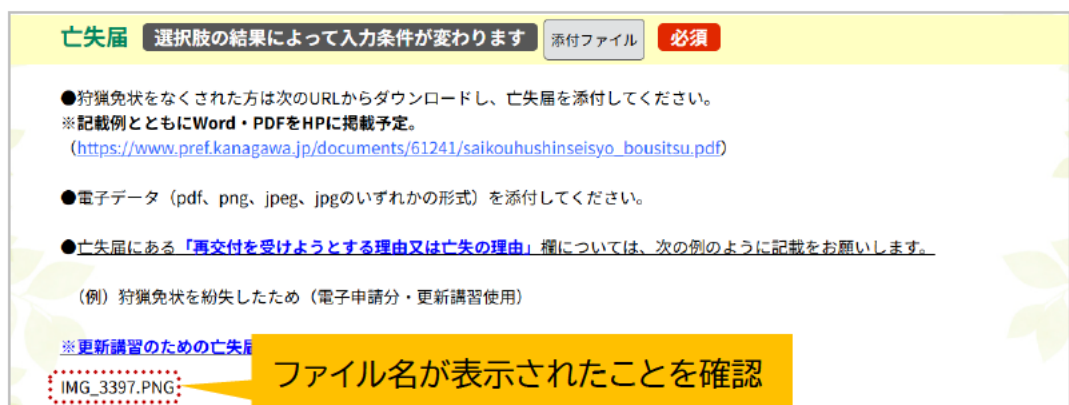 亡失届 選択肢の結果によって入力条件が変わります 添付ファイル 必須
●狩猟免状をなくされた方は次のURLからダウンロードし、亡失届を添付してください。
※記載例とともにWord・PDFをHPに掲載予定。
（https://www.pref.kanagawa.jp/documents/61241/saikouhushinseisyo_bousitsu.pdf）
●電子データ（pdf、png、jpeg、jpgのいずれかの形式）を添付してください。
●亡失届にある「再交付を受けようとする理由又は亡失の理由」欄については、次の例のように記載をお願いします。
（例）狩猟免状を紛失したため（電子申請分・更新講習使用）
※更新講習のための亡失届
ファイル名が表示されたことを確認
IMG_3397.PNG